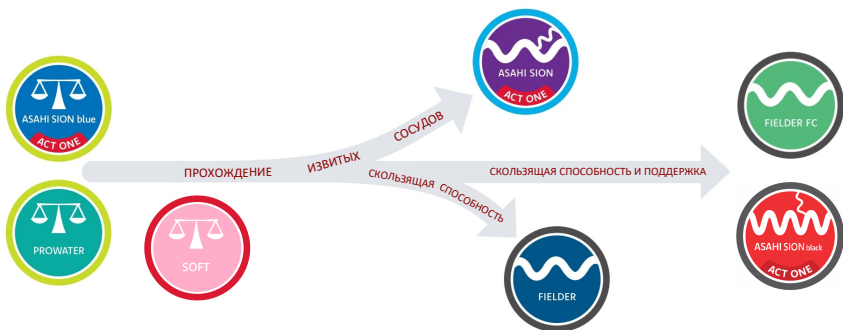 ASAHI SION blue
ACT ONE
PROWATER
SOFT
ПРОХОЖДЕНИЕ ИЗВИТЫХ СОСУДОВ
ASAHI SION
ACT ONE
СКОЛЬЗЯЩАЯ СПОСОБНОСТЬ
FIELDER
СКОЛЬЗЯЩАЯ СПОСОБНОСТЬ И ПОДДЕРЖКА
FIELDER FC
ASAHI SION black
ACT ONE